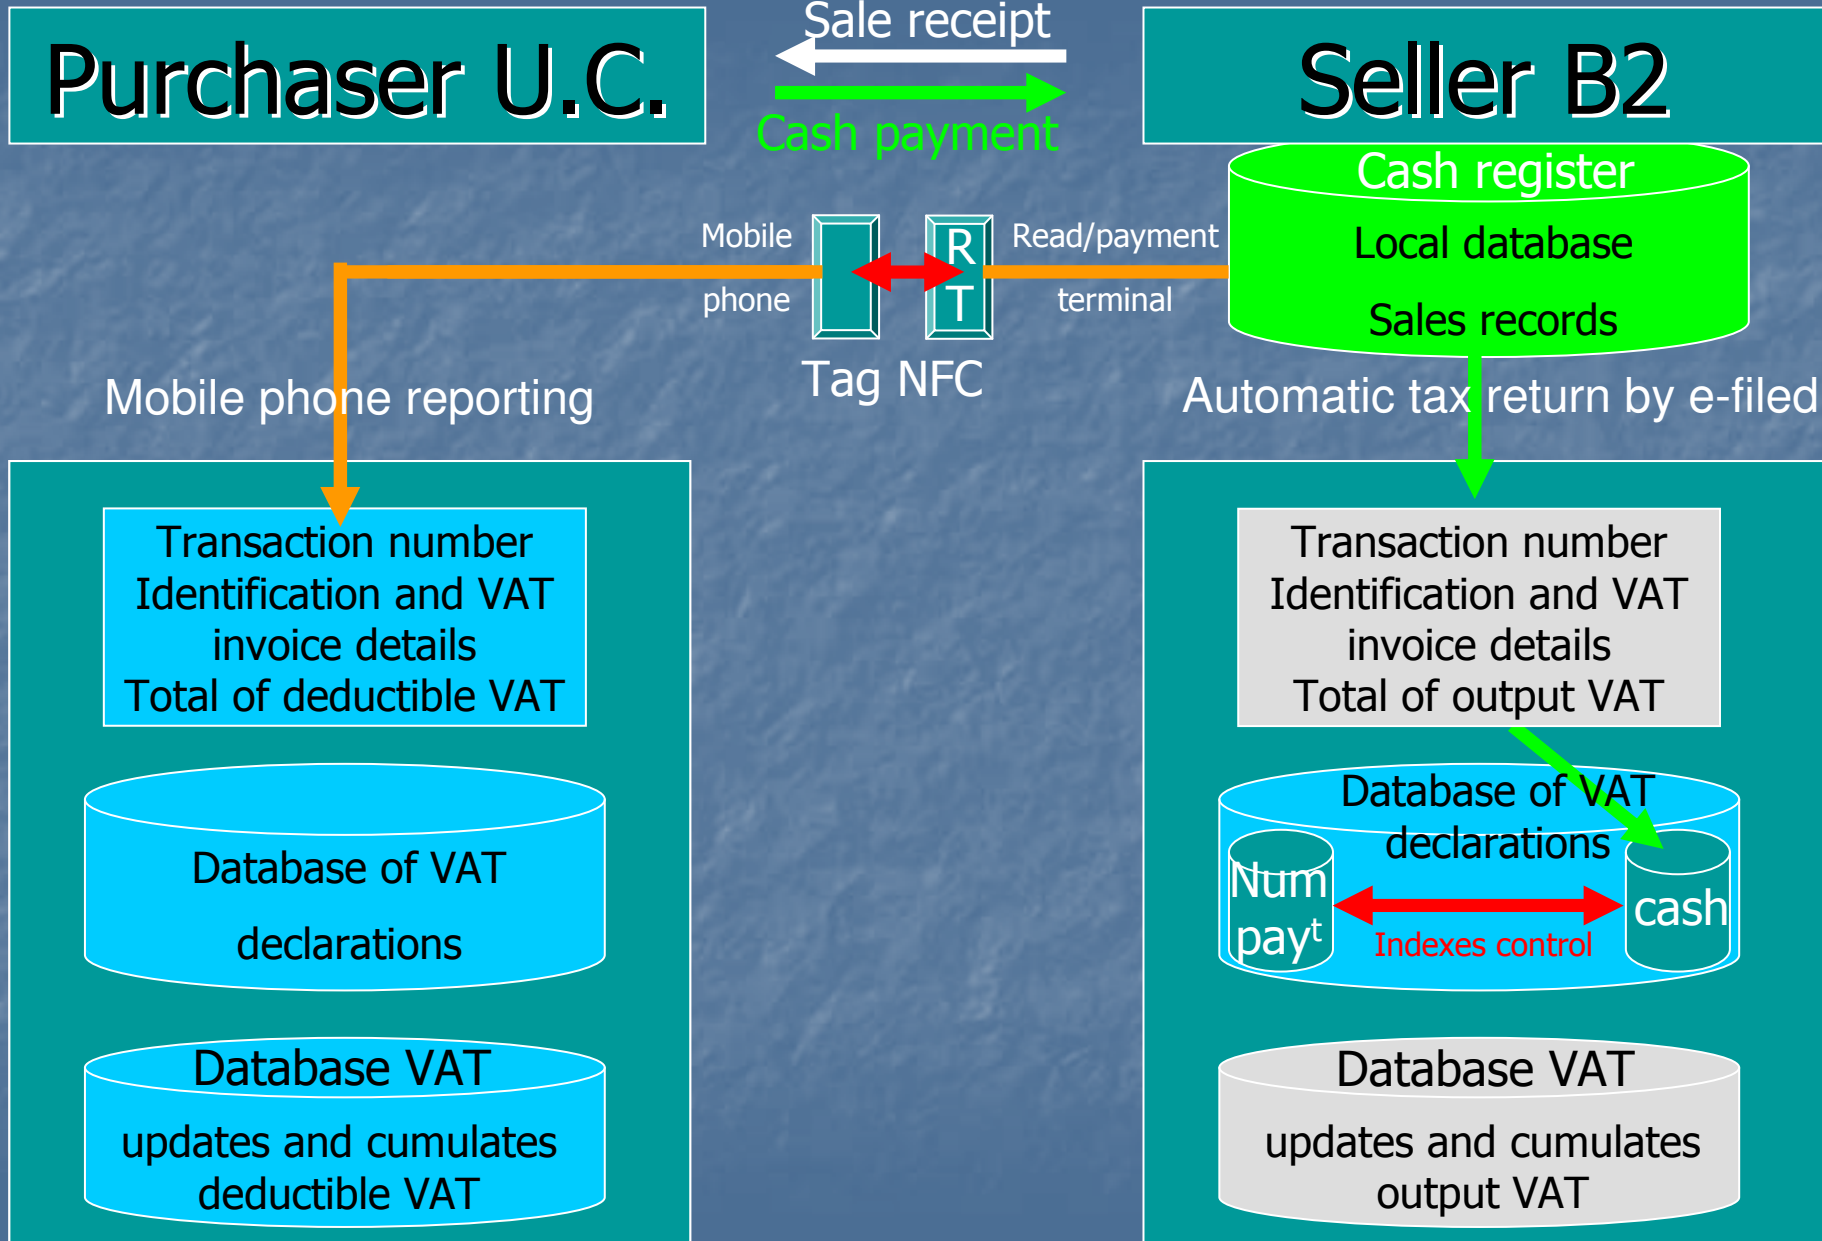 Purchaser U.C.
Sale receipt
Cash payment
Seller B2
Cash register
Local database
Sales records
Mobile
phone
R
T
Read/payment
terminal
Tag NFC
Mobile phone reporting
Automatic tax return by e-filed
Transaction number
Identification and VAT
invoice details
Total of deductible VAT
Database of VAT
declarations
Database VAT
updates and cumulates
deductible VAT
Transaction number
Identification and VAT
invoice details
Total of output VAT
Database of VAT
declarations
Num
payᵗ
Indexes control
cash
Database VAT
updates and cumulates
output VAT